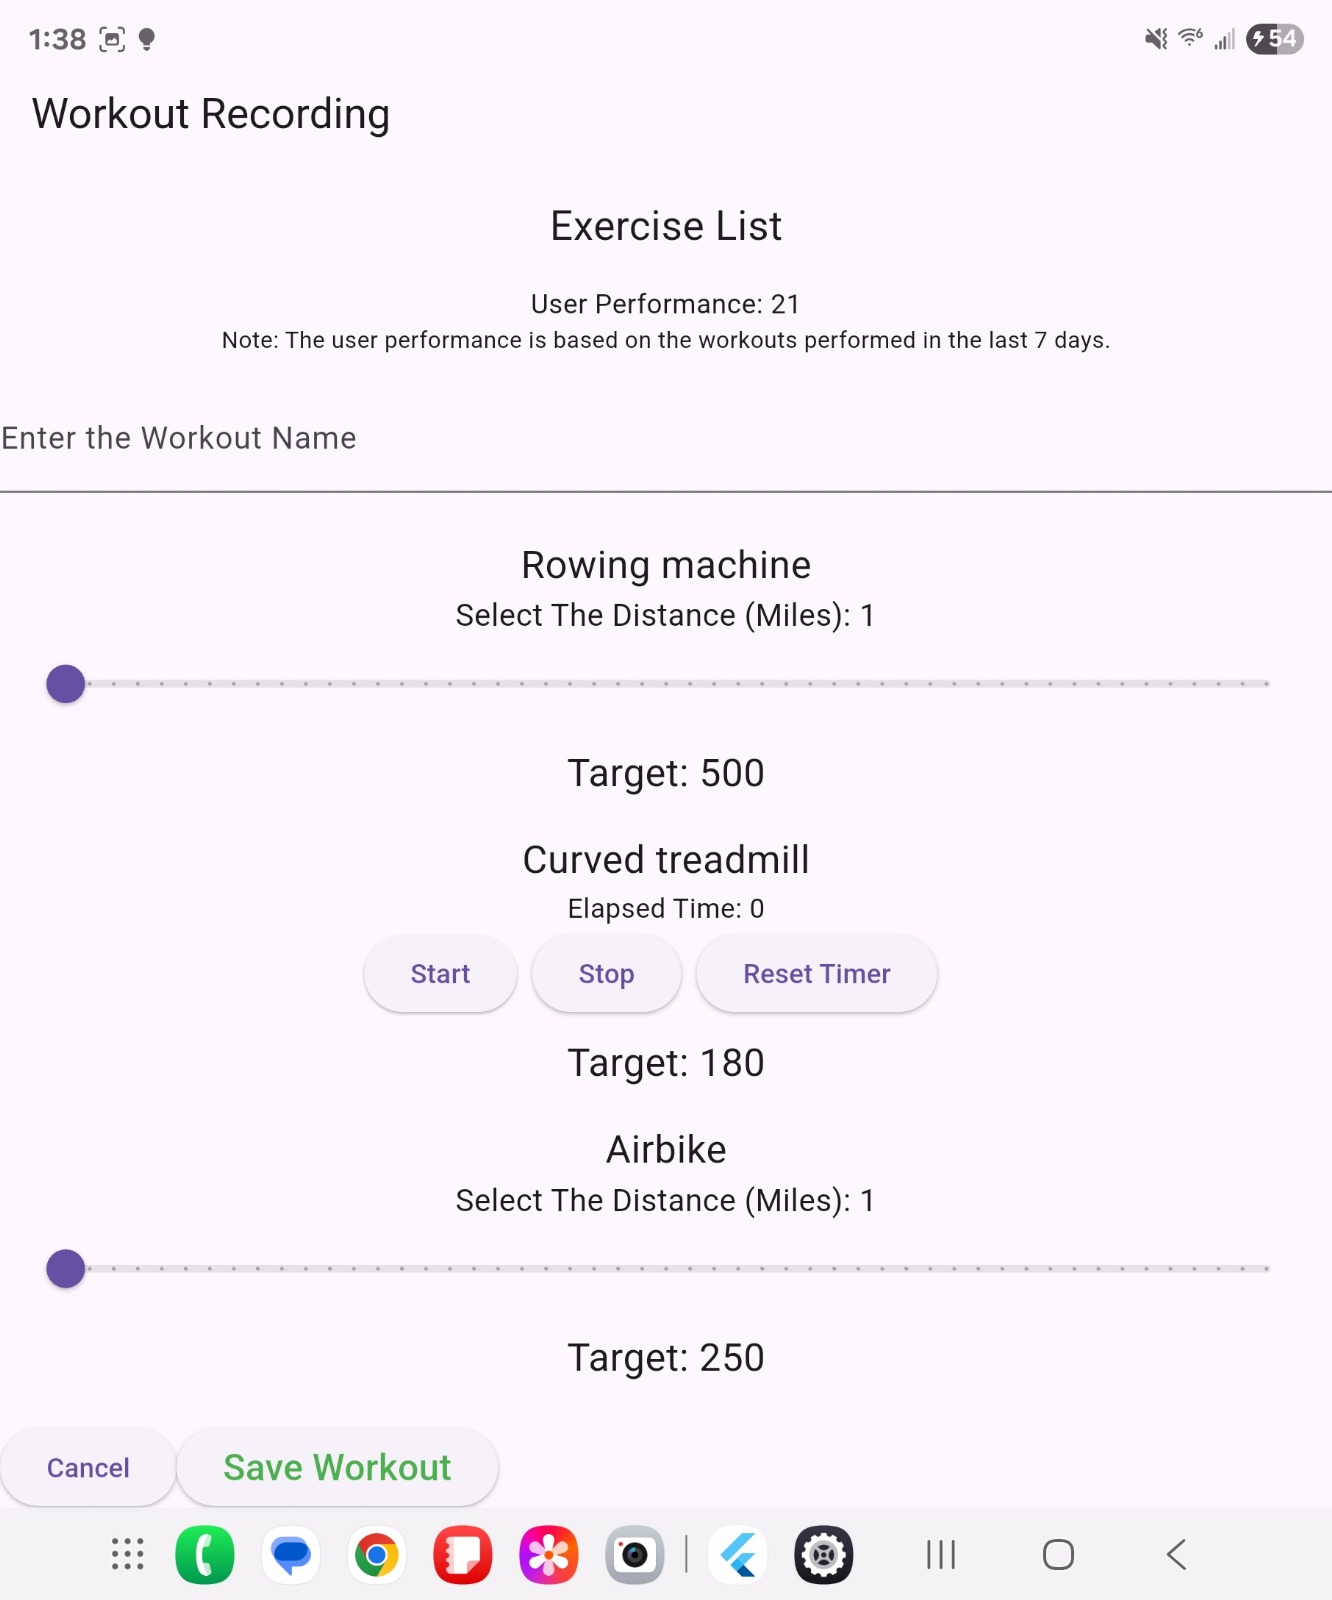 1:38
54
Workout Recording
Exercise List
User Performance: 21
Note: The user performance is based on the workouts performed in the last 7 days.
Enter the Workout Name
Rowing machine
Select The Distance (Miles): 1
Target: 500
Curved treadmill
Elapsed Time: 0
Start Stop Reset Timer
Target: 180
Airbike
Select The Distance (Miles): 1
Target: 250
Cancel Save Workout